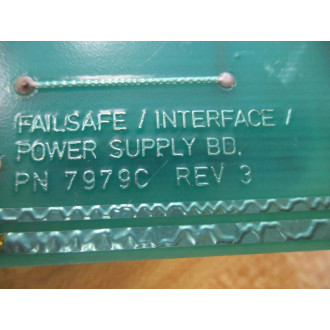 FAILSAFE / INTERFACE /
POWER SUPPLY BD.
PN 7979C REV 3